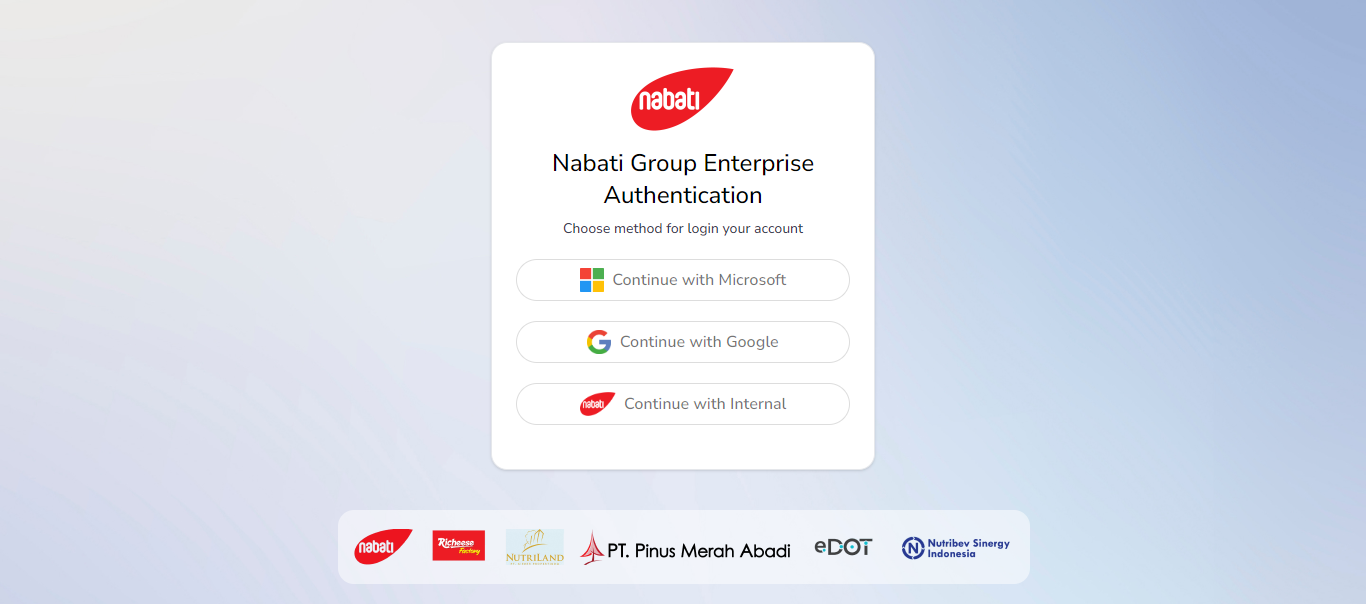 nabati
Nabati Group Enterprise
Authentication
Choose method for login your account
Continue with Microsoft
Continue with Google
nabati Continue with Internal
nabati
Richeese
Factory
NUTRILAND
PT. Pinus Merah Abadi
eDOT
Nutribev Sinergy
Indonesia